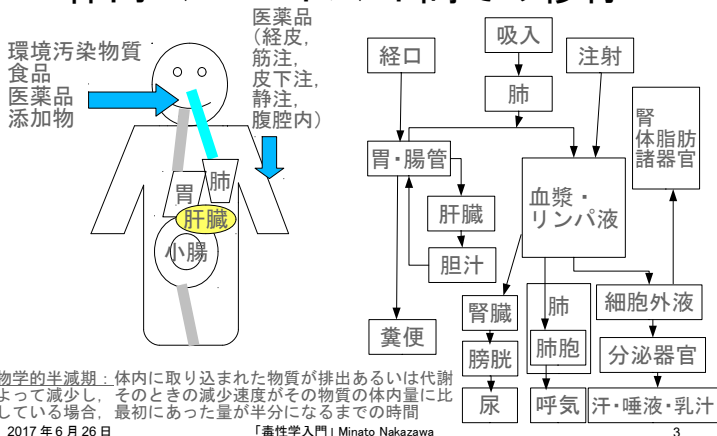 環境汚染物質
食品
医薬品
添加物
医薬品
(経皮,
筋注,
皮下注,
静注,
腹腔内)
胃
肺
肝臓
小腸
経口
吸入
注射
肺
胃・腸管
肝臓
胆汁
糞便
血漿・
リンパ液
腎
体脂肪
諸器官
腎臓
膀胱
尿
肺
肺胞
呼気
細胞外液
分泌器官
汗・唾液・乳汁
物学的半減期:体内に取り込まれた物質が排出あるいは代謝
よって減少し,そのときの減少速度がその物質の体内量に比
している場合,最初にあった量が半分になるまでの時間
2017年6月26日
「毒性学入門」Minato Nakazawa
3